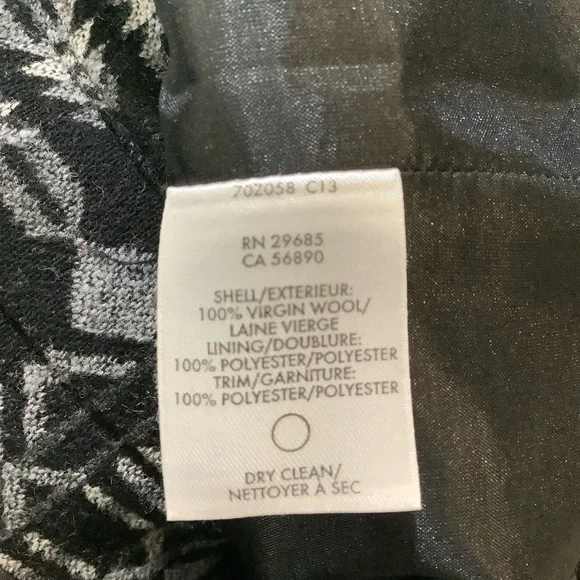 70Z058 C13
RN 29685
CA 56890
SHELL/EXTERIEUR:
100% VIRGIN WOOL/
LAINE VIERGE
LINING/DOUBLURE:
100% POLYESTER/POLYESTER
TRIM/GARNITURE:
100% POLYESTER/POLYESTER
DRY CLEAN/
NETTOYER A SEC